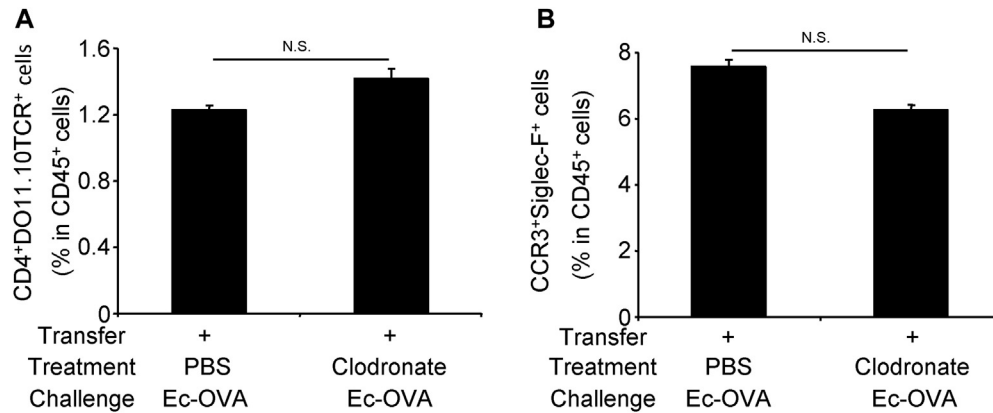 A
N.S.
CD4+DO11.10TCR+ cells
(% in CD45+ cells)
1.6
1.2
0.8
0.4
0
Transfer + +
Treatment PBS Clodronate
Challenge Ec-OVA Ec-OVA
B
N.S.
CCR3+Siglec-F+ cells
(% in CD45+ cells)
8
6
4
2
0
Transfer + +
Treatment PBS Clodronate
Challenge Ec-OVA Ec-OVA